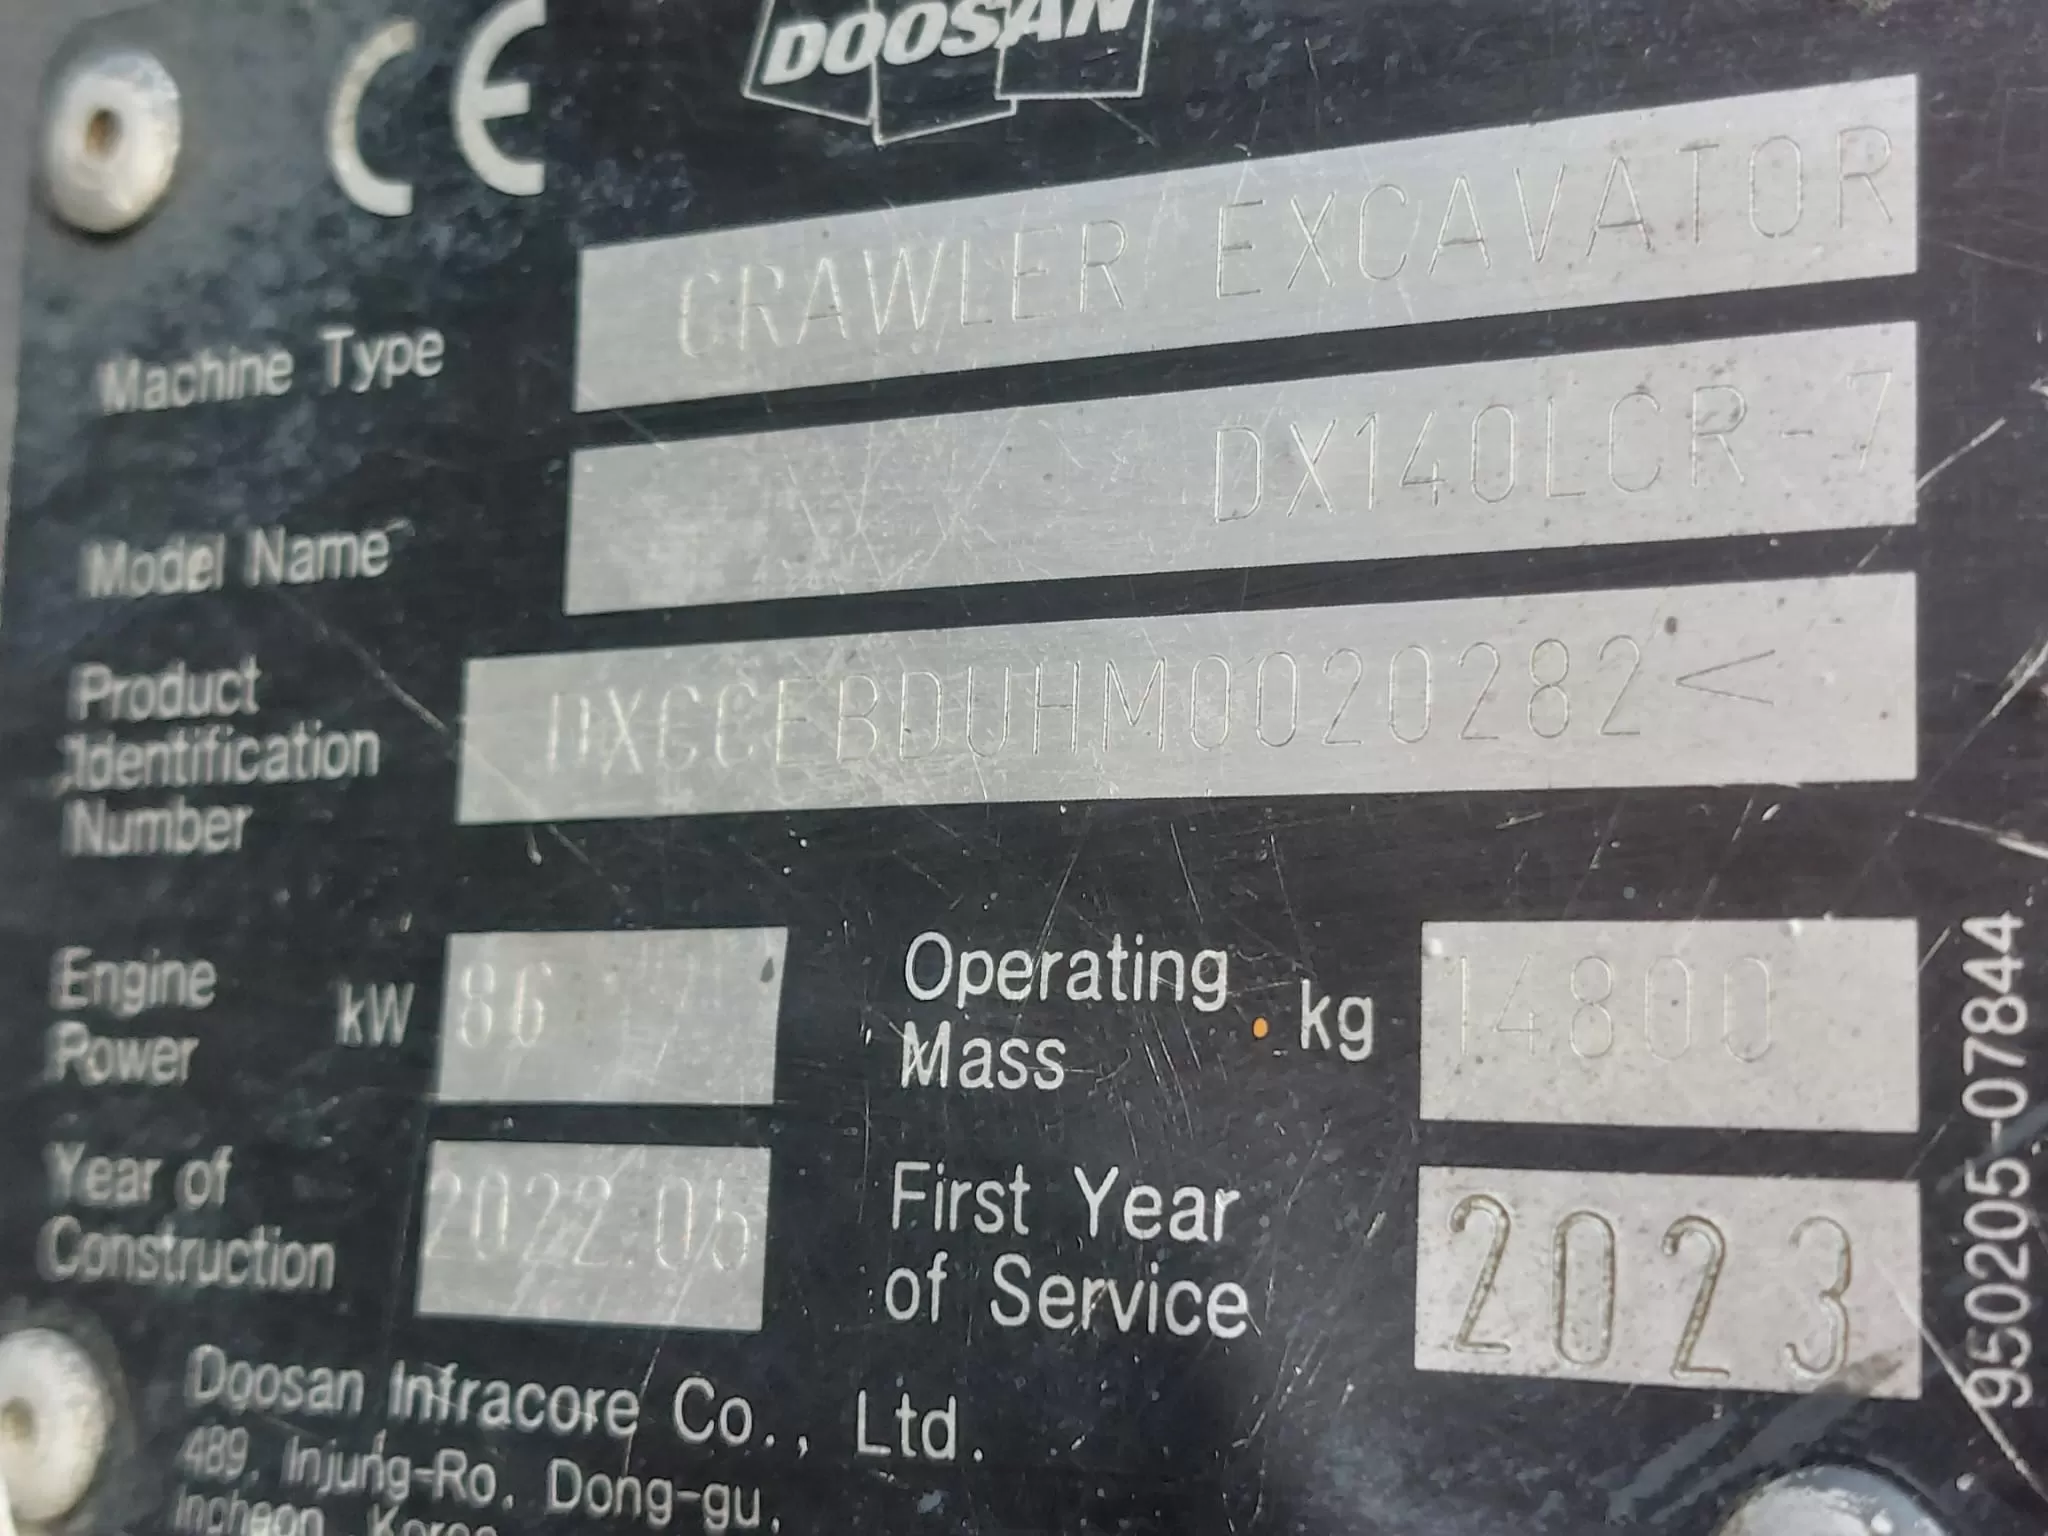 CE
DOOSAN
Machine Type CRAWLER EXCAVATOR
Model Name DX140LCR-7
Product
Identification
Number
DXCCEBDUHM0020282<
Engine
Power
kW 86
Operating
Mass
kg 14800
Year of
Construction
2022.05
First Year
of Service
2023
Doosan Infracore Co., Ltd.
489, Injung-Ro, Dong-gu,
Incheon, Korea
950205-07844